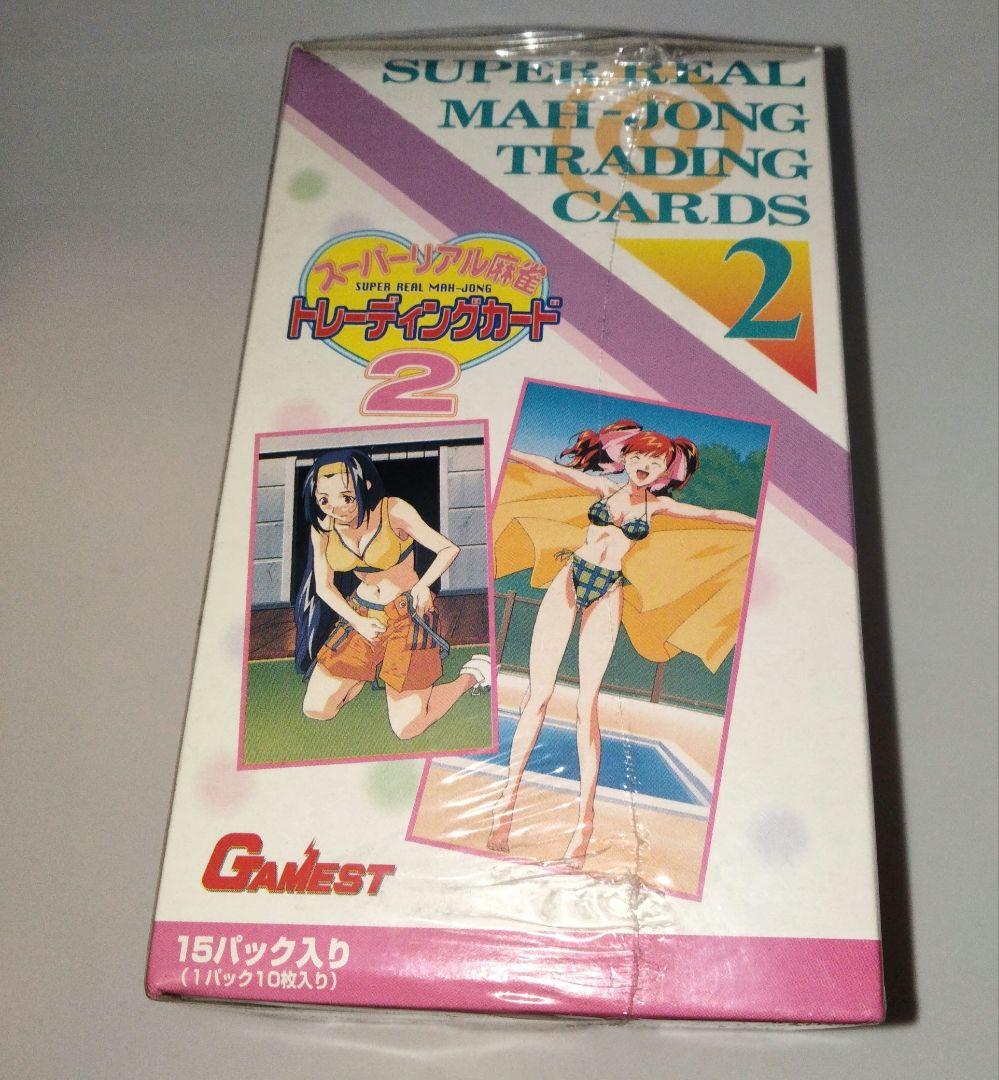 SUPER REAL
MAH-JONG
TRADING
CARDS
2
スーパーリアル麻雀
SUPER REAL MAH-JONG
トレーディングカード
2
GAMEST
15パック入り
(1パック10枚入り)